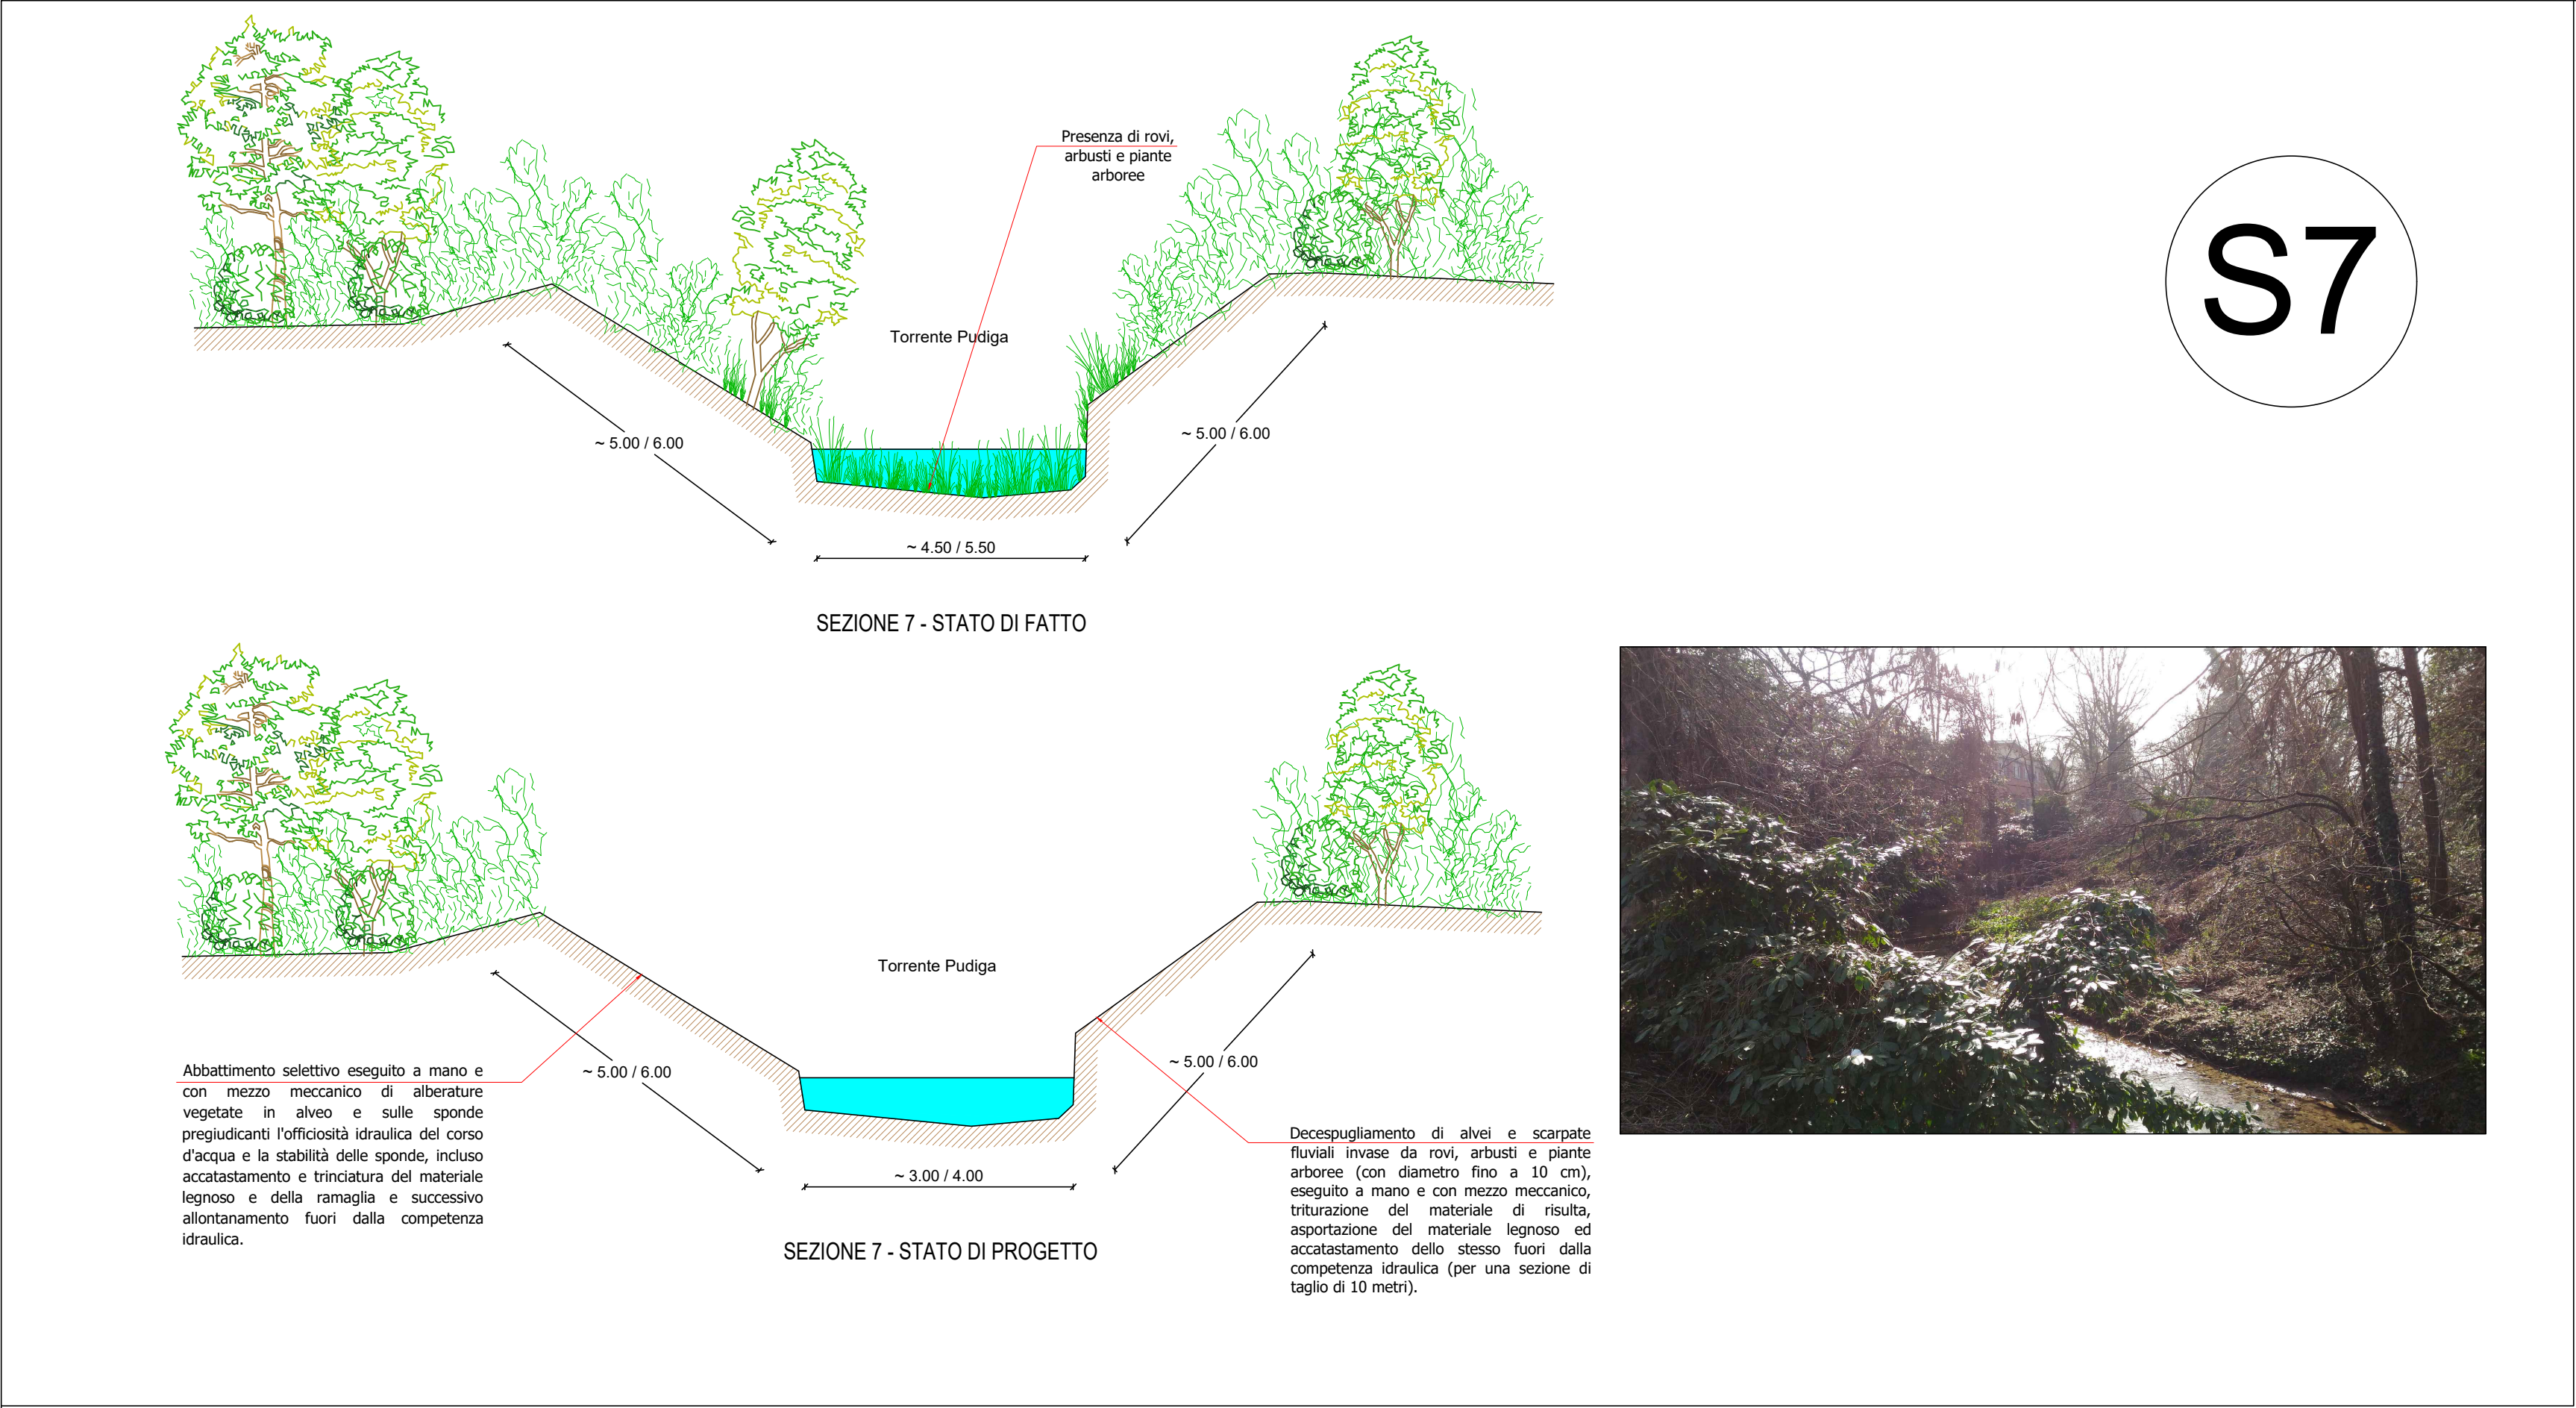 Presenza di rovi,
arbusti e piante
arboree
S7
Torrente Pudiga
~ 5.00 / 6.00
~ 5.00 / 6.00
~ 4.50 / 5.50
SEZIONE 7 - STATO DI FATTO
Torrente Pudiga
~ 5.00 / 6.00
~ 5.00 / 6.00
~ 3.00 / 4.00
Abbattimento selettivo eseguito a mano e
con mezzo meccanico di alberature
vegetate in alveo e sulle sponde
pregiudicanti l'officiosità idraulica del corso
d'acqua e la stabilità delle sponde, incluso
accatastamento e trinciatura del materiale
legnoso e della ramaglia e successivo
allontanamento fuori dalla competenza
idraulica.
Decespugliamento di alvei e scarpate
fluviali invase da rovi, arbusti e piante
arboree (con diametro fino a 10 cm),
eseguito a mano e con mezzo meccanico,
triturazione del materiale di risulta,
asportazione del materiale legnoso ed
accatastamento dello stesso fuori dalla
competenza idraulica (per una sezione di
taglio di 10 metri).
SEZIONE 7 - STATO DI PROGETTO